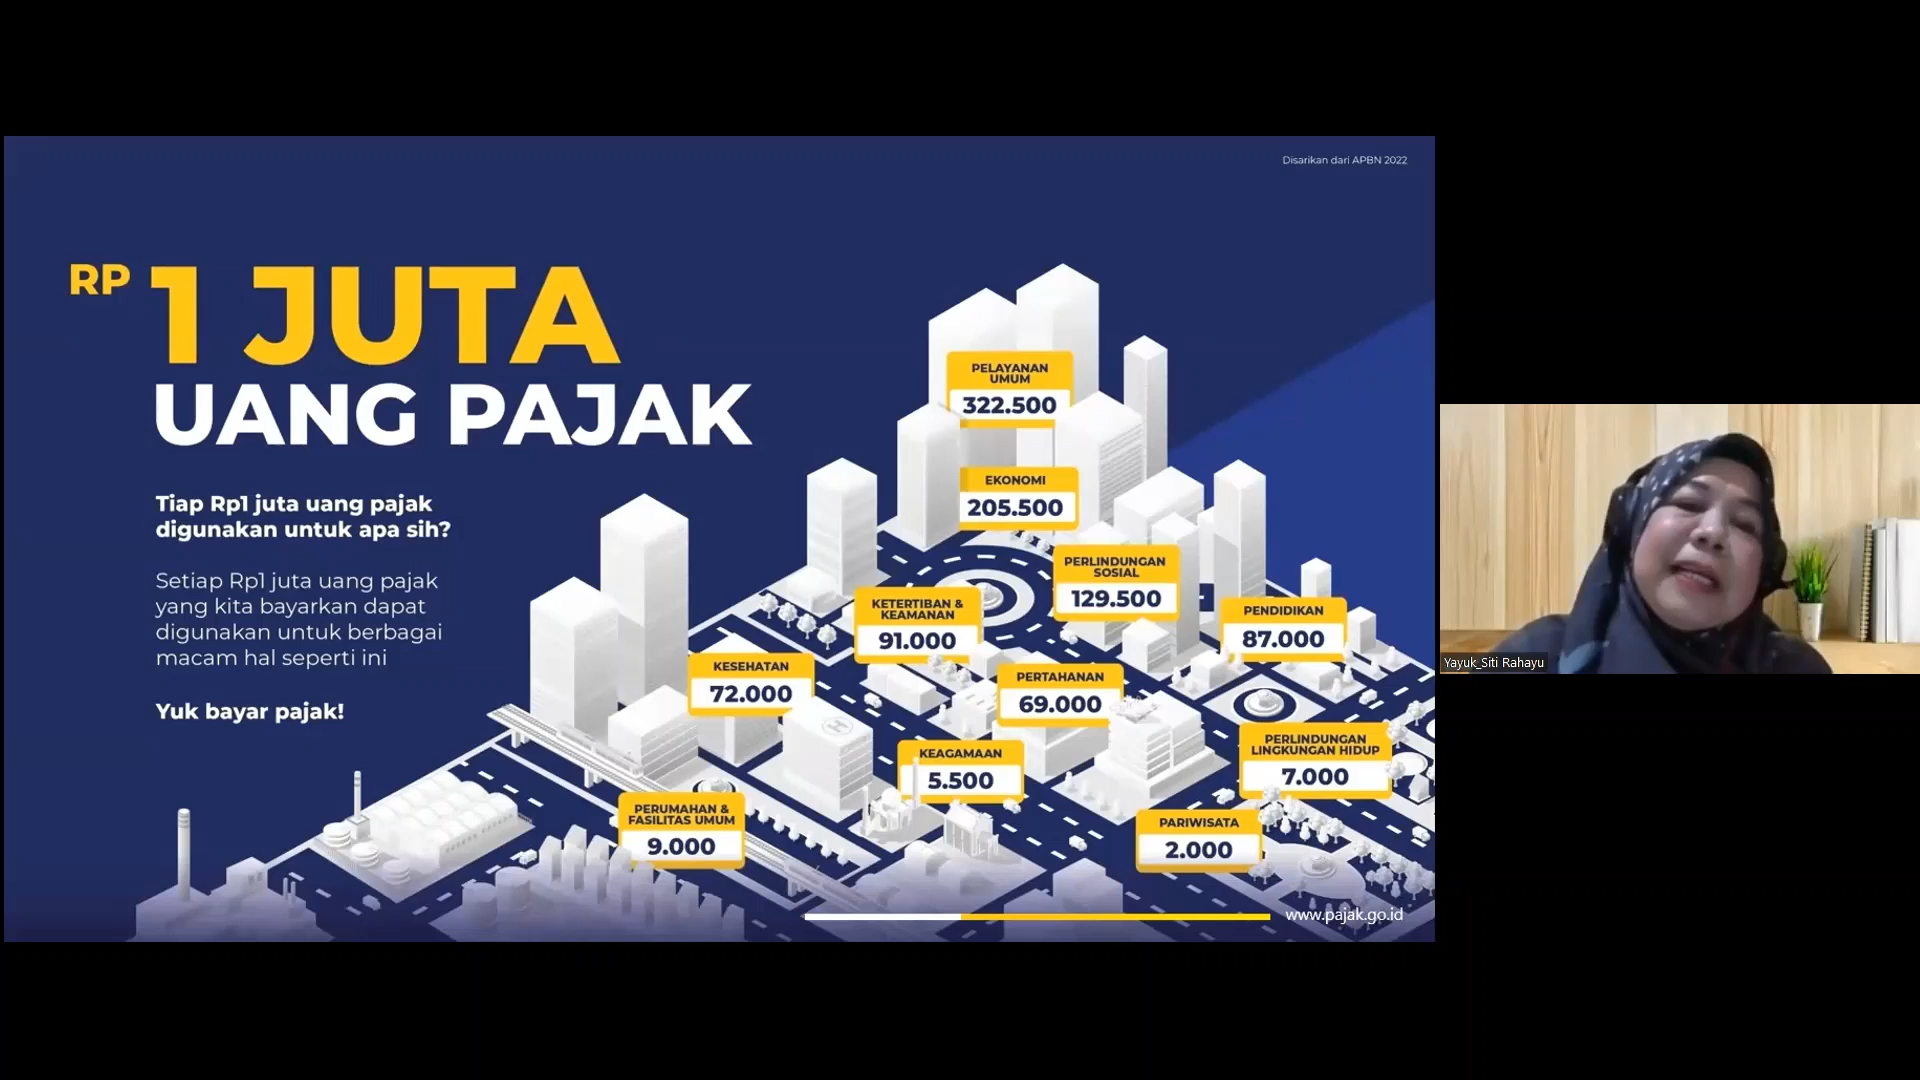 Disarikan dari APBN 2022
RP 1 JUTA
UANG PAJAK
Tiap Rp1 juta uang pajak
digunakan untuk apa sih?
Setiap Rp1 juta uang pajak
yang kita bayarkan dapat
digunakan untuk berbagai
macam hal seperti ini
Yuk bayar pajak!
PELAYANAN
UMUM
322.500
EKONOMI
205.500
PERLINDUNGAN
SOSIAL
129.500
KETERTIBAN &
KEAMANAN
91.000
PENDIDIKAN
87.000
KESEHATAN
72.000
PERTAHANAN
69.000
KEAGAMAAN
5.500
PERLINDUNGAN
LINGKUNGAN HIDUP
7.000
PERUMAHAN &
FASILITAS UMUM
9.000
PARIWISATA
2.000
www.pajak.go.id
Yayuk_Siti Rahayu